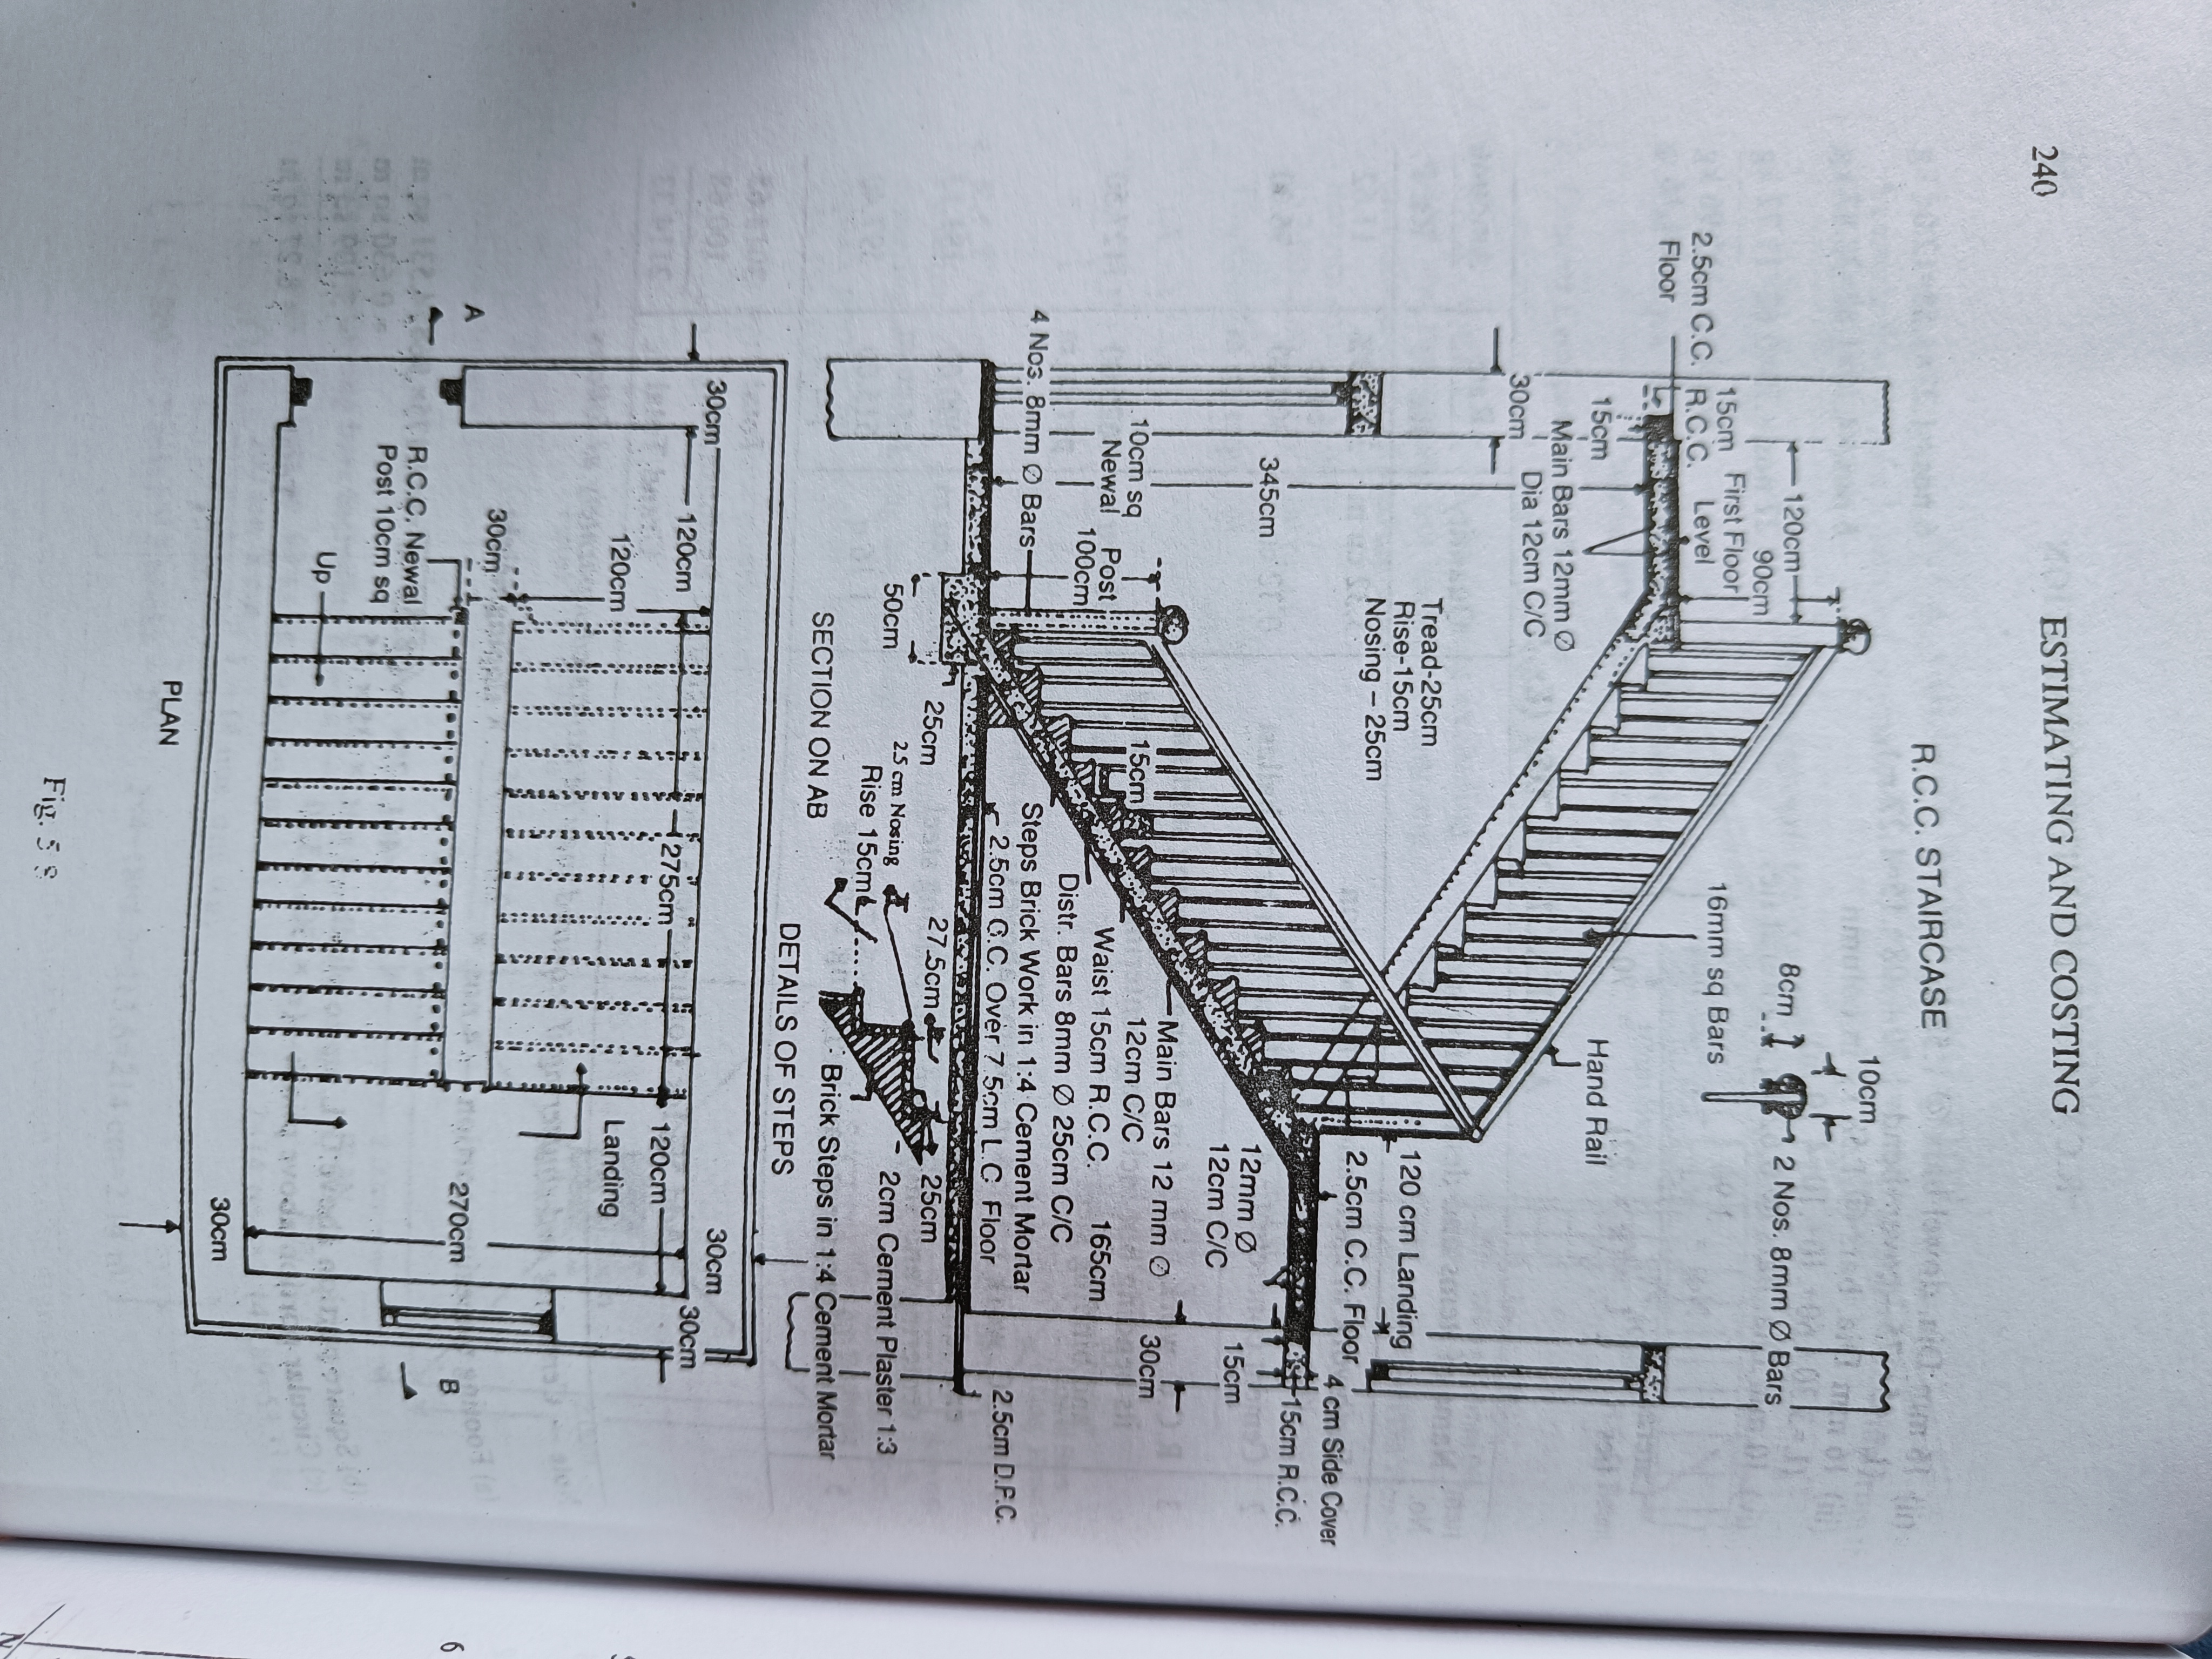 240
ESTIMATING AND COSTING
R.C.C. STAIRCASE
10cm
8cm
2 Nos. 8mm Ø Bars
120cm
90cm
15cm First Floor
2.5cm C.C. R.C.C. Level
Floor
16mm sq Bars
Hand Rail
15cm
Main Bars 12mm Ø
Dia 12cm C/C
30cm
Tread-25cm
Rise-15cm
Nosing – 25cm
120 cm Landing
2.5cm C.C. Floor
4 cm Side Cover
15cm R.C.C.
345cm
12mm Ø
12cm C/C
15cm
10cm sq
Newal
Post
100cm
15cm
Main Bars 12 mm Ø
12cm C/C
30cm
Waist 15cm R.C.C.
165cm
4 Nos. 8mm Ø Bars
Distr. Bars 8mm Ø 25cm C/C
Steps Brick Work in 1:4 Cement Mortar
2.5cm C.C. Over 7.5cm L.C. Floor
2.5cm D.P.C.
50cm
25cm
27.5cm
25cm
2.5 cm Nosing
Rise 15cm
2cm Cement Plaster 1:3
Brick Steps in 1:4 Cement Mortar
SECTION ON AB
DETAILS OF STEPS
30cm
120cm
275cm
120cm
30cm
30cm
120cm
30cm
Landing
A
R.C.C. Newal
Post 10cm sq
Up
270cm
B
30cm
PLAN
6